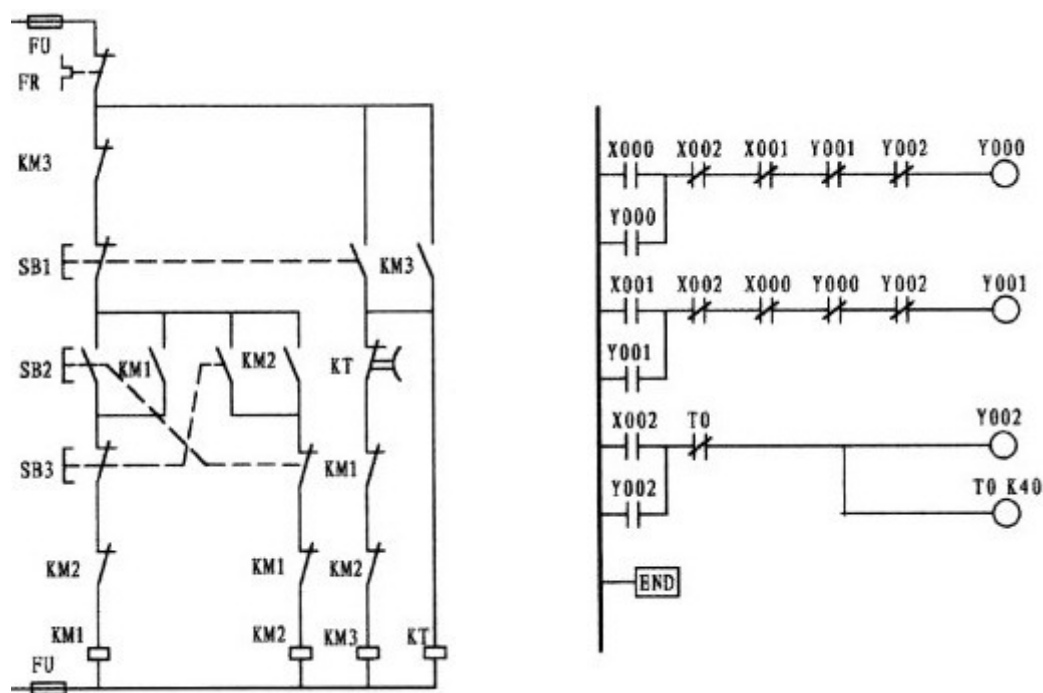 FU
FR
KM3
SB1
KM3
SB2
KM1
KM2
KT
SB3
KM1
KM2
KM1
KM2
KM1
KM2
KM3
KT
FU
X000 X002 X001 Y001 Y002 Y000
Y000
X001 X002 X000 Y000 Y002 Y001
Y001
X002 T0 Y002
Y002 T0 K40
END